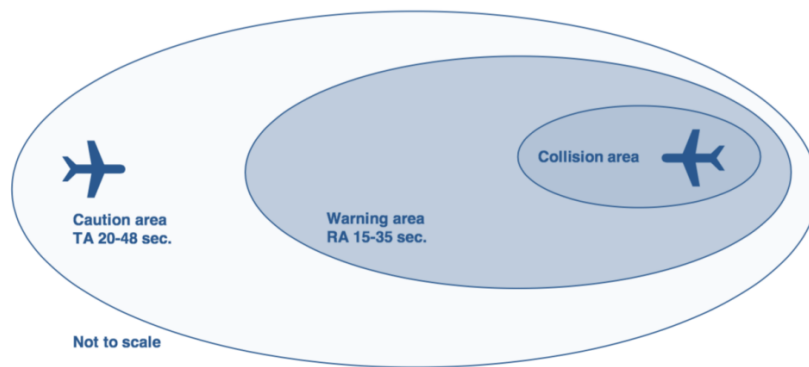 Collision area
Caution area
TA 20-48 sec.
Warning area
RA 15-35 sec.
Not to scale